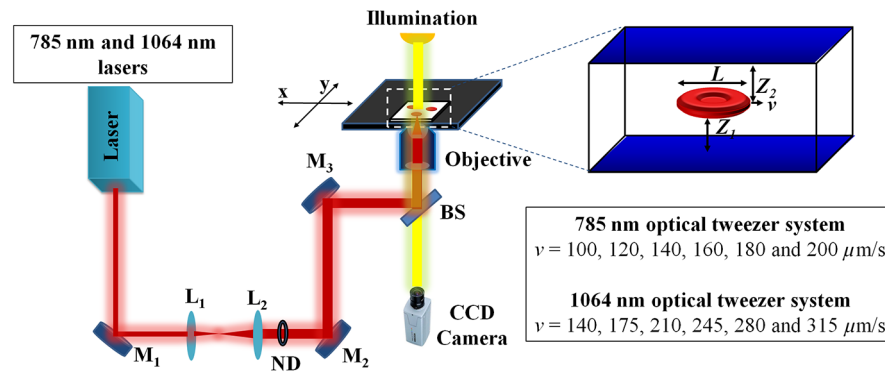 Illumination
785 nm and 1064 nm
lasers
Laser
x
y
Objective
M3
BS
L1
L2
M1
ND
M2
CCD
Camera
L
Z2
v
Z1
785 nm optical tweezer system
v = 100, 120, 140, 160, 180 and 200 μm/s
1064 nm optical tweezer system
v = 140, 175, 210, 245, 280 and 315 μm/s